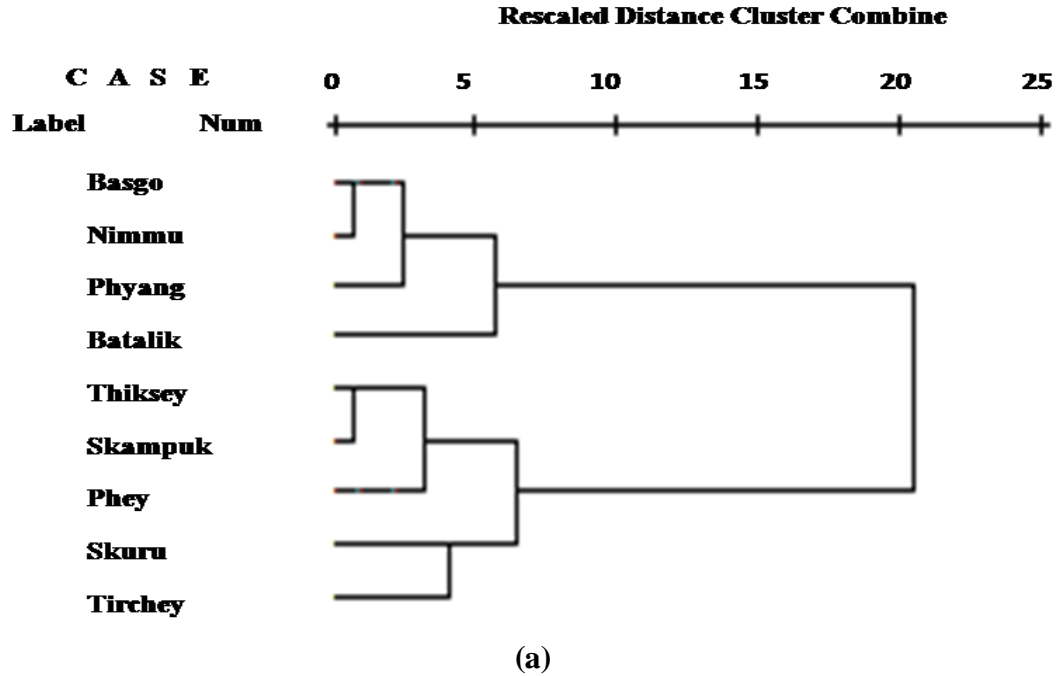 Rescaled Distance Cluster Combine
C A S E 0 5 10 15 20 25
Label Num
Basgo
Nimmu
Phyang
Batalik
Thiksey
Skampuk
Phey
Skuru
Tirchey
(a)